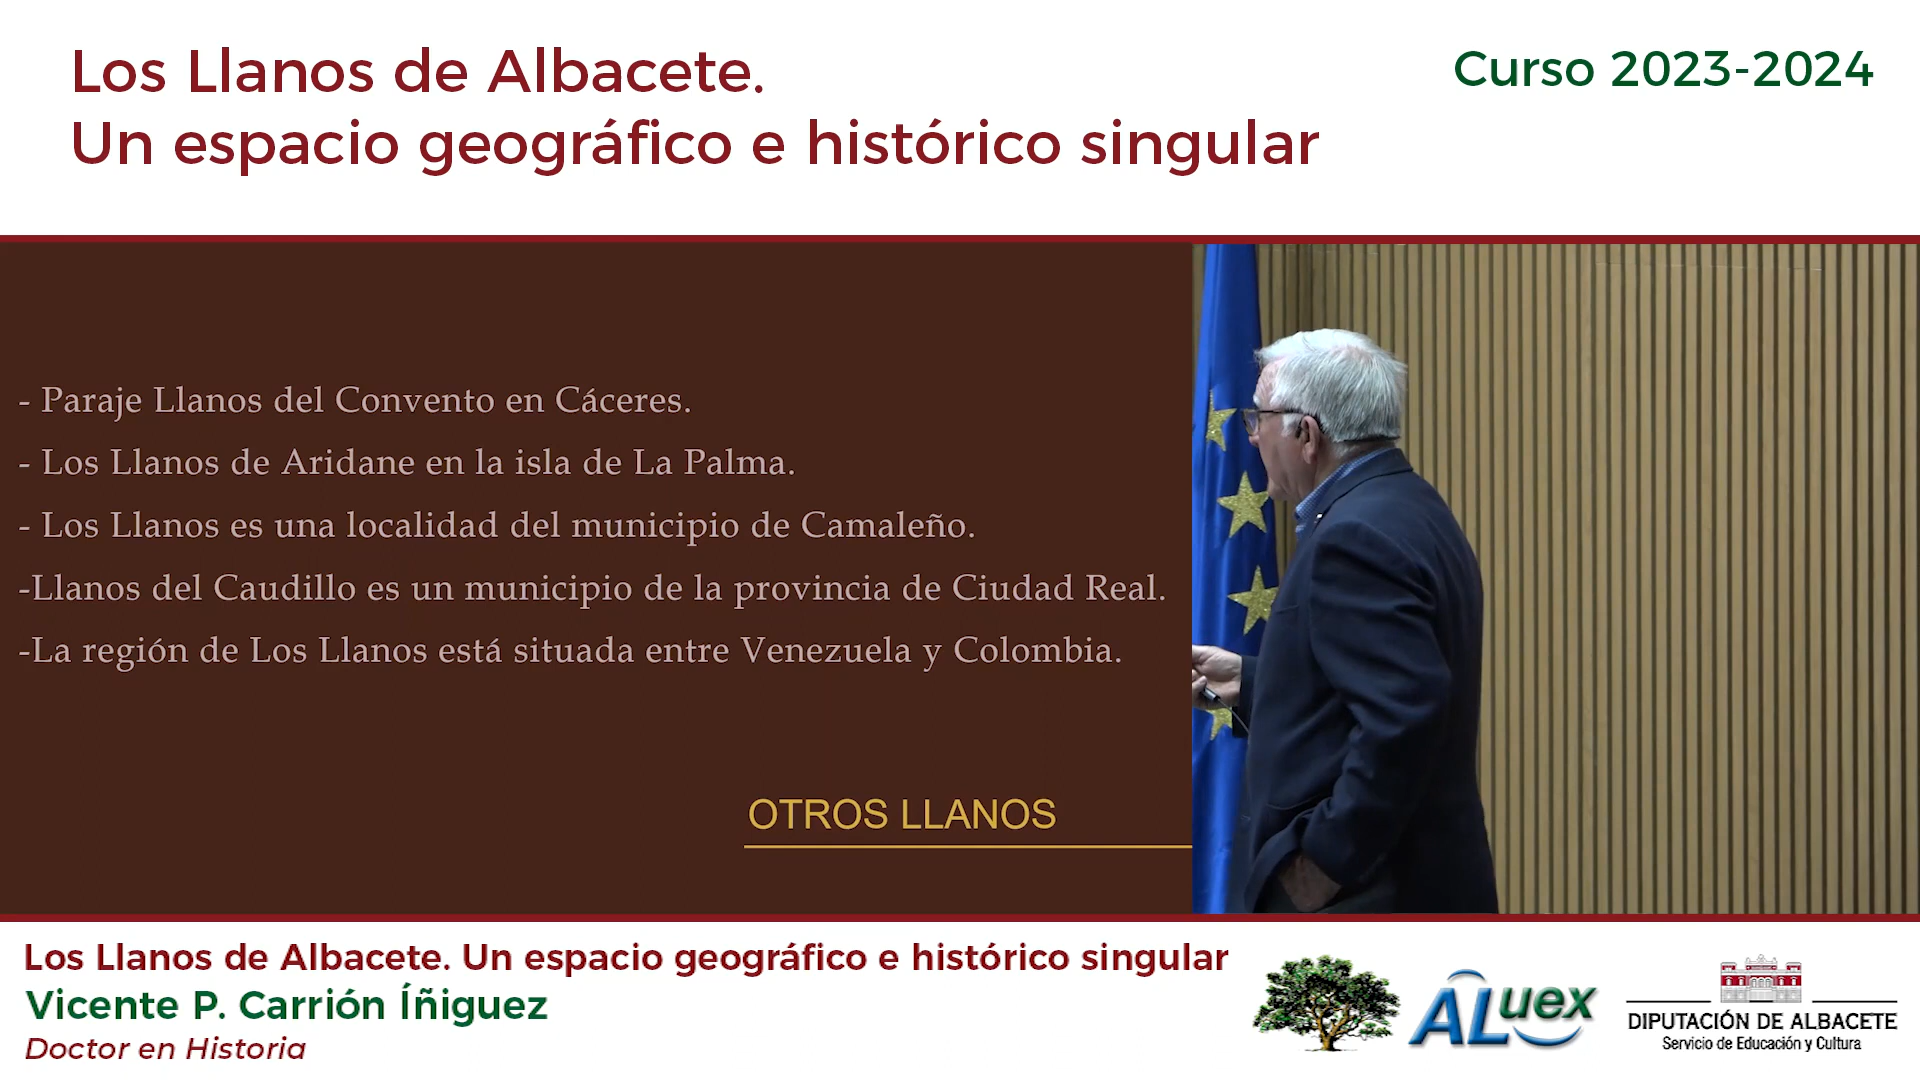 Los Llanos de Albacete.
Un espacio geográfico e histórico singular
Curso 2023-2024
- Paraje Llanos del Convento en Cáceres.
- Los Llanos de Aridane en la isla de La Palma.
- Los Llanos es una localidad del municipio de Camaleño.
-Llanos del Caudillo es un municipio de la provincia de Ciudad Real.
-La región de Los Llanos está situada entre Venezuela y Colombia.
OTROS LLANOS
Los Llanos de Albacete. Un espacio geográfico e histórico singular
Vicente P. Carrión Íñiguez
Doctor en Historia
ALuex
DIPUTACIÓN DE ALBACETE
Servicio de Educación y Cultura